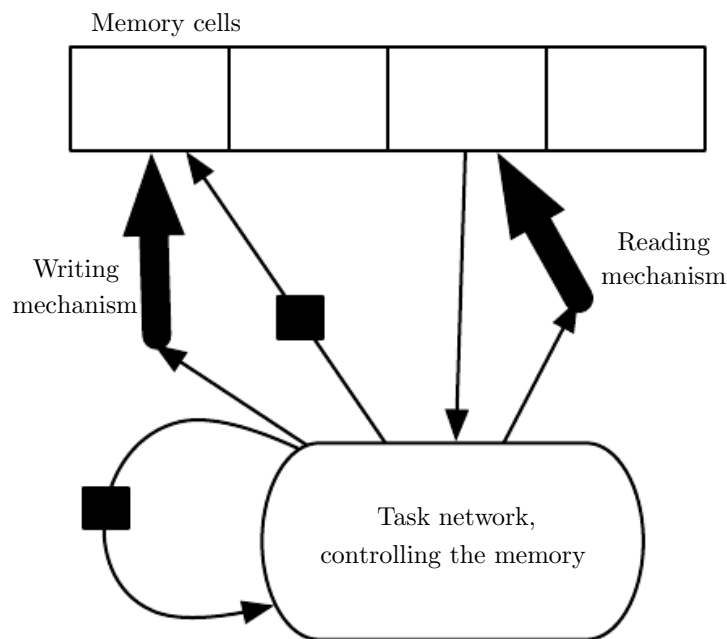 Memory cells
Writing
mechanism
Reading
mechanism
Task network,
controlling the memory